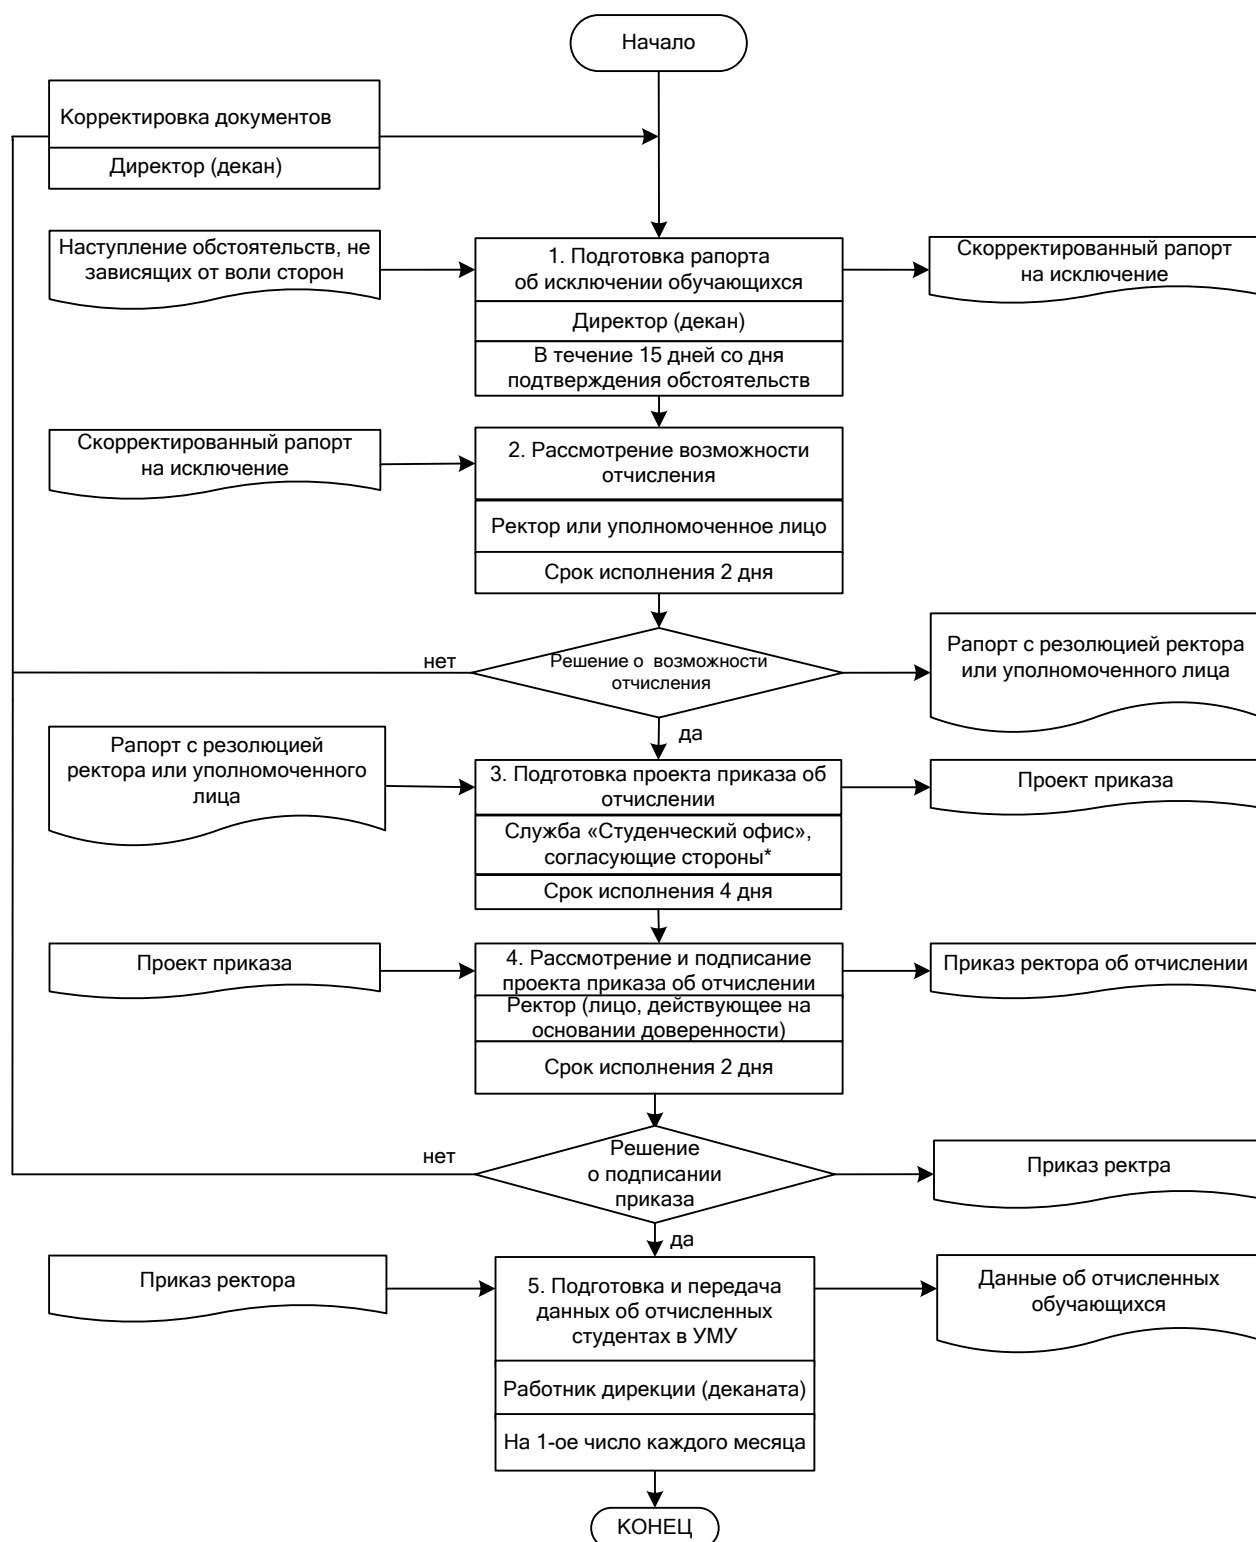 Начало
Корректировка документов
Директор (декан)
Наступление обстоятельств, не
зависящих от воли сторон
1. Подготовка рапорта
об исключении обучающихся
Директор (декан)
В течение 15 дней со дня
подтверждения обстоятельств
Скорректированный рапорт
на исключение
Скорректированный рапорт
на исключение
2. Рассмотрение возможности
отчисления
Ректор или уполномоченное лицо
Срок исполнения 2 дня
нет
Решение о возможности
отчисления
Рапорт с резолюцией ректора
или уполномоченного лица
да
Рапорт с резолюцией
ректора или уполномоченного
лица
3. Подготовка проекта приказа об
отчислении
Служба «Студенческий офис»,
согласующие стороны*
Срок исполнения 4 дня
Проект приказа
Проект приказа
4. Рассмотрение и подписание
проекта приказа об отчислении
Ректор (лицо, действующее на
основании доверенности)
Срок исполнения 2 дня
Приказ ректора об отчислении
нет
Решение
о подписании
приказа
Приказ ректра
да
Приказ ректора
5. Подготовка и передача
данных об отчисленных
студентах в УМУ
Работник дирекции (деканата)
На 1-ое число каждого месяца
Данные об отчисленных
обучающихся
КОНЕЦ